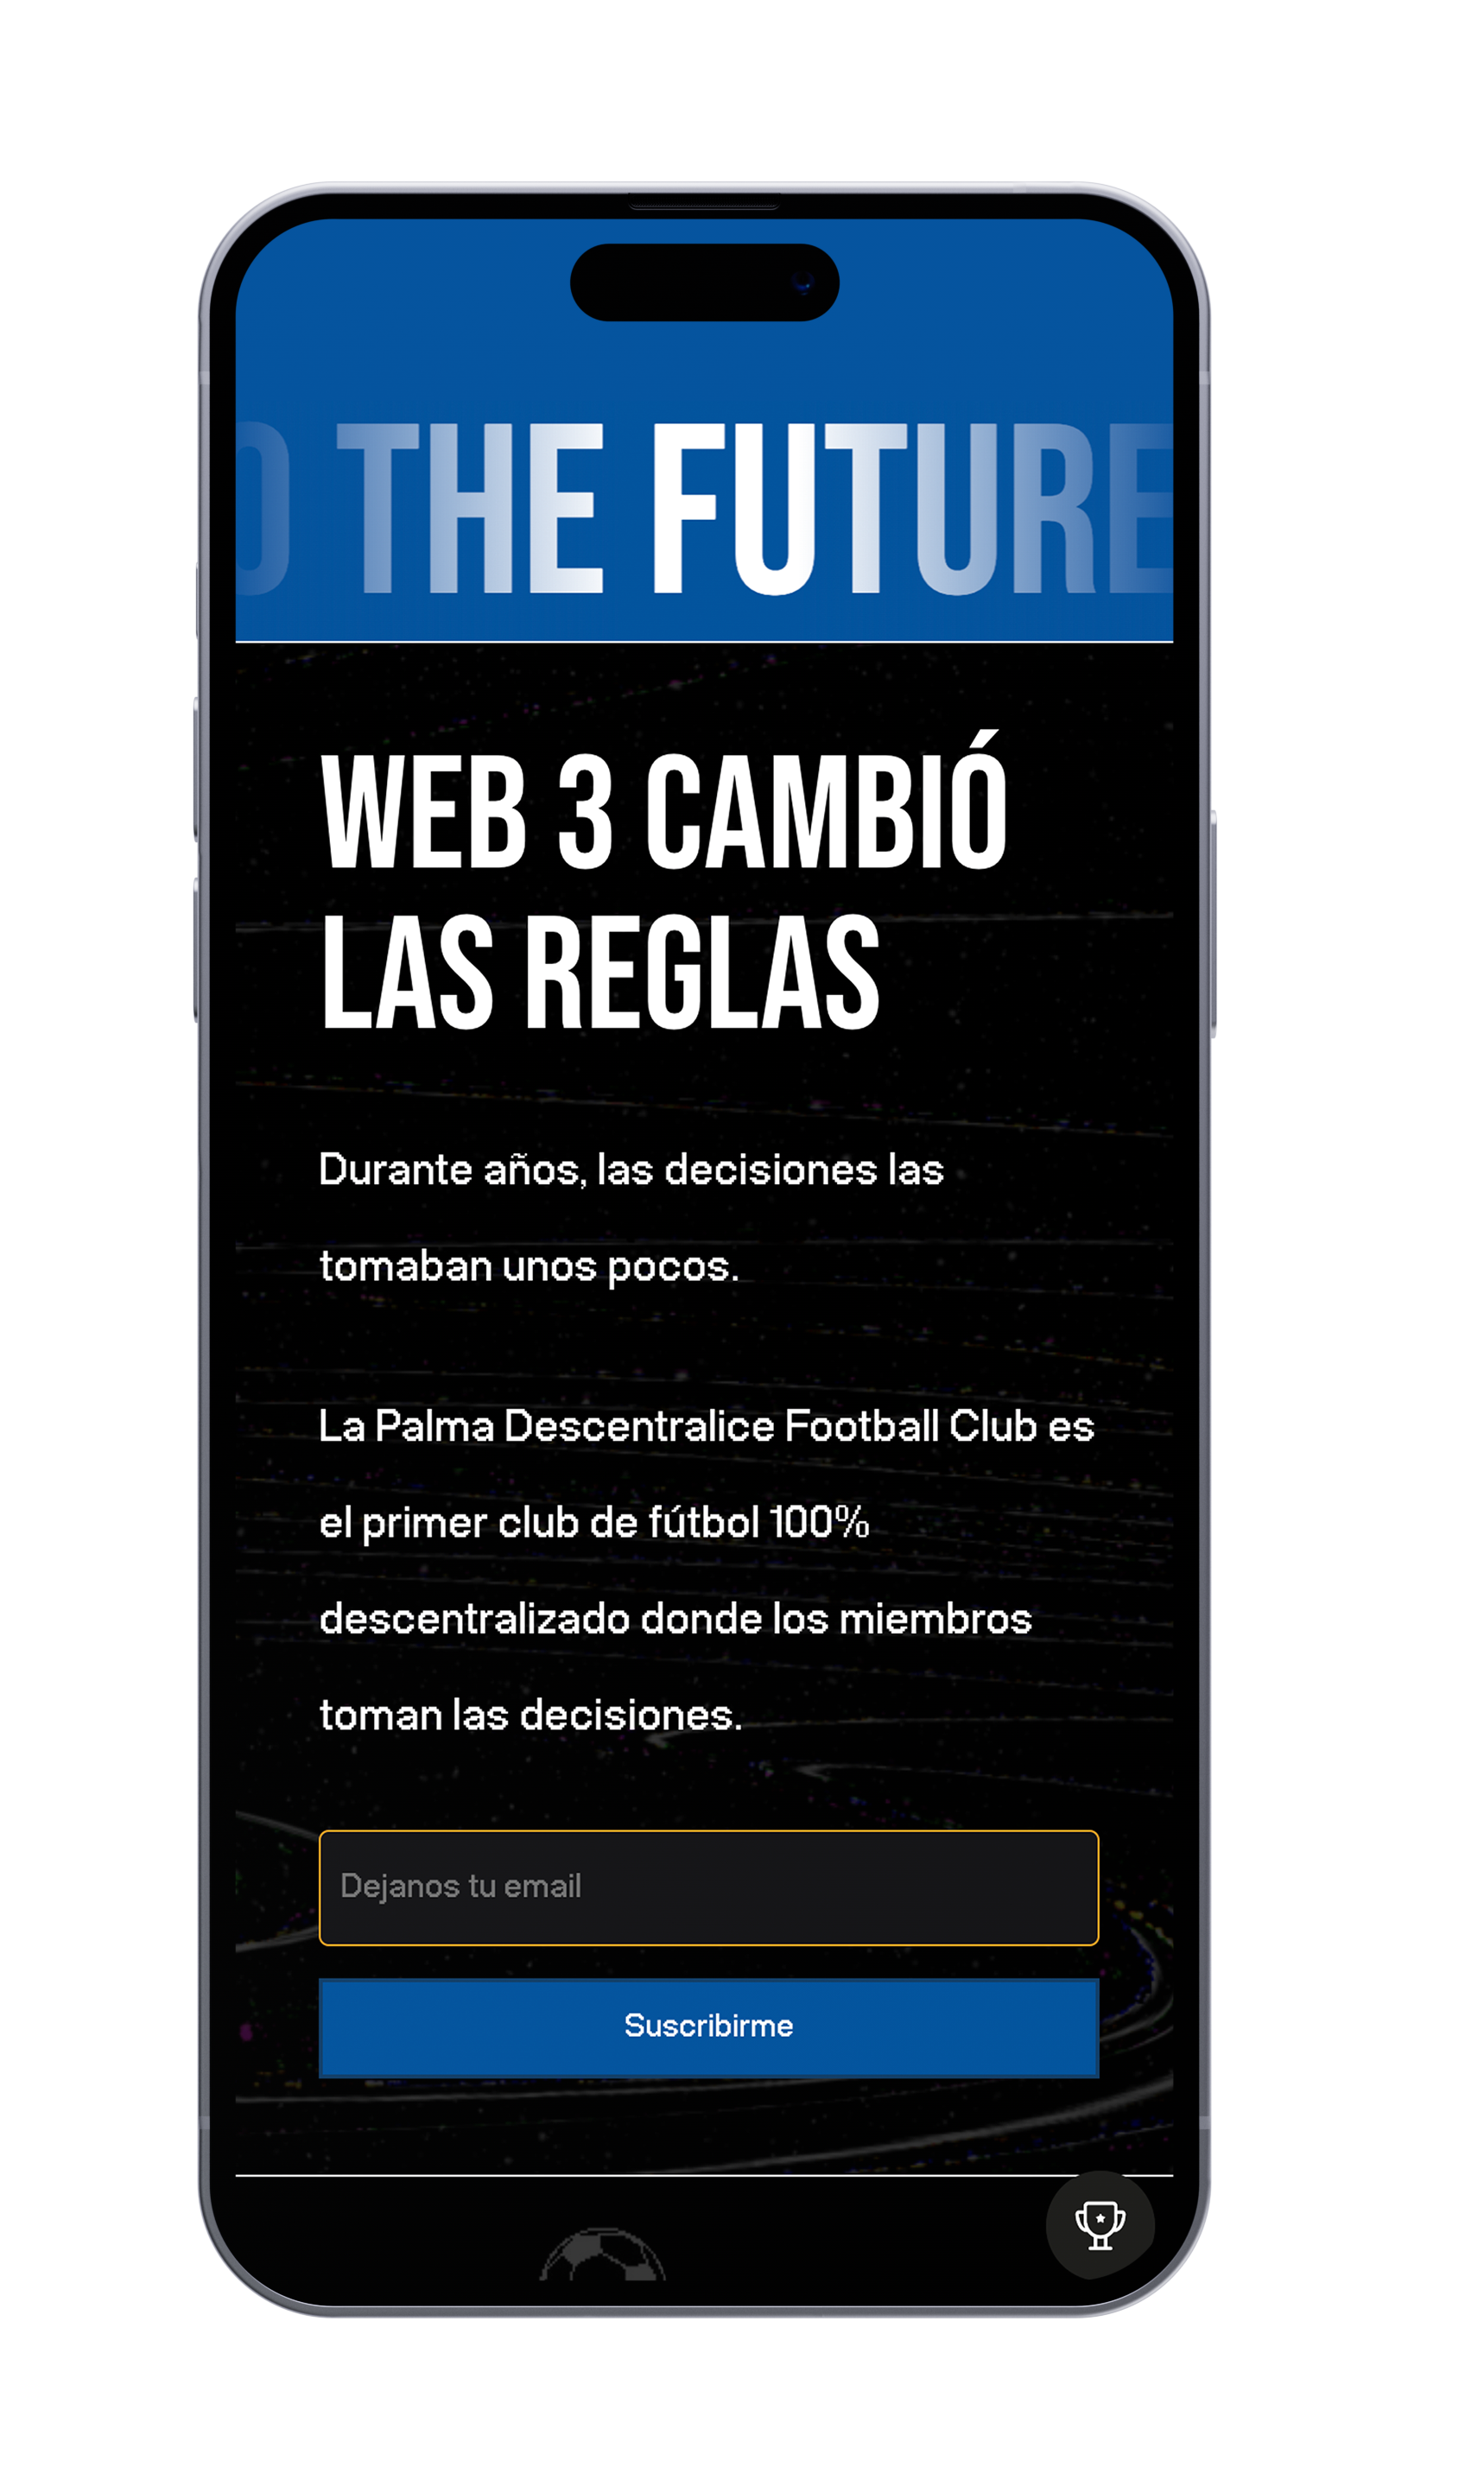 O THE FUTURE
WEB 3 CAMBIÓ
LAS REGLAS
Durante años, las decisiones las
tomaban unos pocos.
La Palma Descentralice Football Club es
el primer club de fútbol 100%
descentralizado donde los miembros
toman las decisiones.
Dejanos tu email
Suscribirme